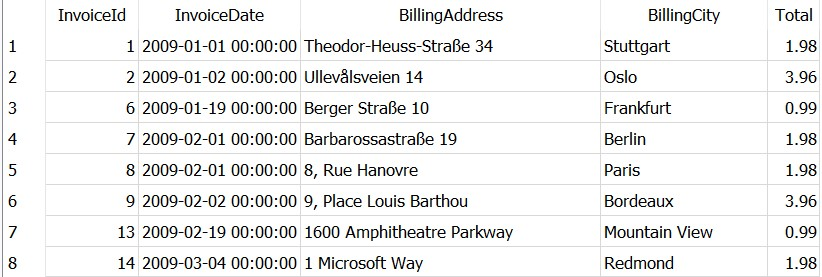 InvoiceId InvoiceDate BillingAddress BillingCity Total
1 1 2009-01-01 00:00:00 Theodor-Heuss-Straße 34 Stuttgart 1.98
2 2 2009-01-02 00:00:00 Ullevålsveien 14 Oslo 3.96
3 6 2009-01-19 00:00:00 Berger Straße 10 Frankfurt 0.99
4 7 2009-02-01 00:00:00 Barbarossastraße 19 Berlin 1.98
5 8 2009-02-01 00:00:00 8, Rue Hanovre Paris 1.98
6 9 2009-02-02 00:00:00 9, Place Louis Barthou Bordeaux 3.96
7 13 2009-02-19 00:00:00 1600 Amphitheatre Parkway Mountain View 0.99
8 14 2009-03-04 00:00:00 1 Microsoft Way Redmond 1.98